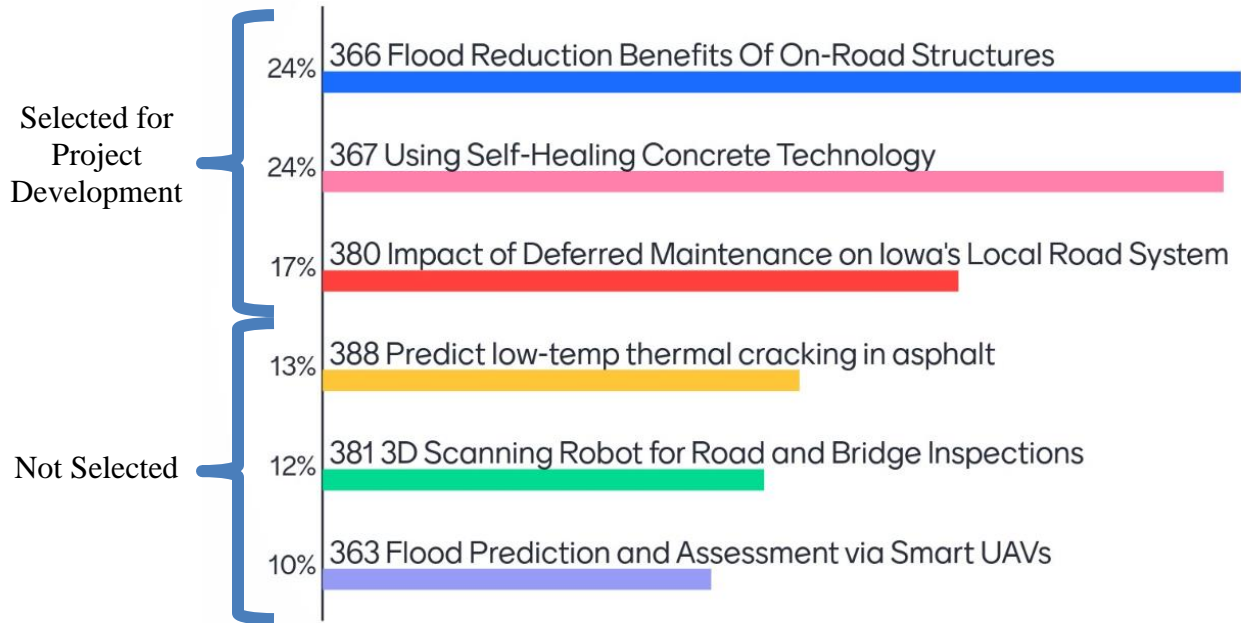 Selected for
Project
Development
24%
366 Flood Reduction Benefits Of On-Road Structures
24%
367 Using Self-Healing Concrete Technology
17%
380 Impact of Deferred Maintenance on Iowa's Local Road System
Not Selected
13%
388 Predict low-temp thermal cracking in asphalt
12%
381 3D Scanning Robot for Road and Bridge Inspections
10%
363 Flood Prediction and Assessment via Smart UAVs